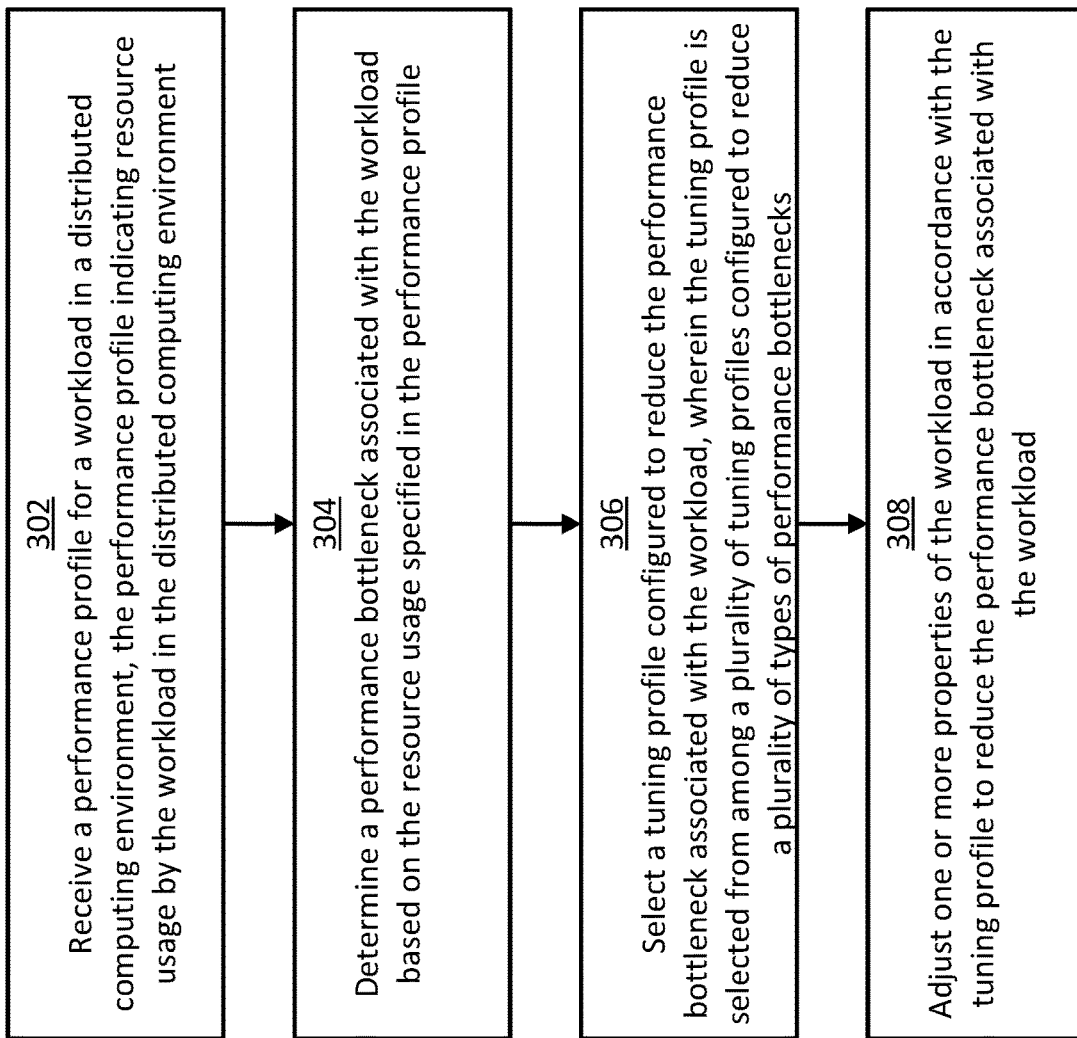 302
Receive a performance profile for a workload in a distributed
computing environment, the performance profile indicating resource
usage by the workload in the distributed computing environment
304
Determine a performance bottleneck associated with the workload
based on the resource usage specified in the performance profile
306
Select a tuning profile configured to reduce the performance
bottleneck associated with the workload, wherein the tuning profile is
selected from among a plurality of tuning profiles configured to reduce
a plurality of types of performance bottlenecks
308
Adjust one or more properties of the workload in accordance with the
tuning profile to reduce the performance bottleneck associated with
the workload